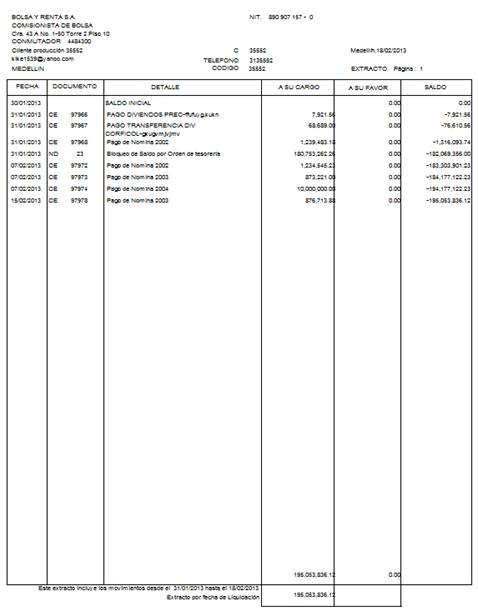 BOLSA Y RENTA S.A. NIT. 890 907 157 - 0
COMISIONISTA DE BOLSA
Cra. 43 A No. 1-50 Torre 2 Piso 10
CONMUTADOR 4484300
Cliente producción 35552 C 35552 Medellin,18/02/2013
kike1539@yahoo.com TELEFONO 3135552
MEDELLIN CODIGO 35552 EXTRACTO Página : 1
FECHA DOCUMENTO DETALLE A SU CARGO A SU FAVOR SALDO
30/01/2013 SALDO INICIAL 0.00 0.00
31/01/2013 CE 97966 PAGO DIVIENDOS PREC-ffufuygkukn 7,921.56 0.00 -7,921.56
31/01/2013 CE 97967 PAGO TRANSFERENCIA DIV 68,689.00 0.00 -76,610.56
CORFICOL-gkugvmjvjmv
31/01/2013 CE 97968 Pago de Nomina 2002 1,239,483.18 0.00 -1,316,093.74
31/01/2013 ND 23 Bloqueo de Saldo por Orden de tesoreria 180,753,262.26 0.00 -182,069,356.00
07/02/2013 CE 97972 Pago de Nomina 2002 1,234,545.23 0.00 -183,303,901.23
07/02/2013 CE 97973 Pago de Nomina 2003 873,221.00 0.00 -184,177,122.23
07/02/2013 CE 97974 Pago de Nomina 2004 10,000,000.00 0.00 -194,177,122.23
15/02/2013 CE 97978 Pago de Nomina 2003 876,713.88 0.00 -195,053,836.12
195,053,836.12 0.00
Este extracto incluye los movimientos desde el 31/01/2013 hasta el 18/02/2013
Extracto por fecha de Liquidación 195,053,836.12